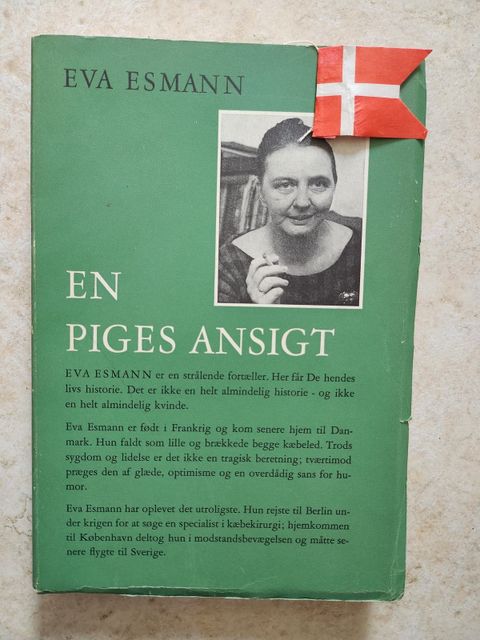 EVA ESMANN
EN
PIGES ANSIGT
EVA ESMANN er en strålende fortæller. Her får De hendes
livs historie. Det er ikke en helt almindelig historie - og ikke
en helt almindelig kvinde.
Eva Esmann er født i Frankrig og kom senere hjem til Dan-
mark. Hun faldt som lille og brækkede begge kæbeled. Trods
sygdom og lidelse er det ikke en tragisk beretning; tværtimod
præges den af glæde, optimisme og en overdådig sans for hu-
mor.
Eva Esmann har oplevet det utroligste. Hun rejste til Berlin un-
der krigen for at søge en specialist i kæbekirurgi; hjemkommen
til København deltog hun i modstandsbevægelsen og måtte se-
nere flygte til Sverige.